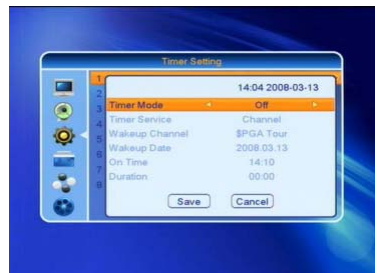 Timer Setting
1
2
3
4
5
6
7
8
14:04 2008-03-13
Timer Mode Off
Timer Service Channel
Wakeup Channel $PGA Tour
Wakeup Date 2008.03.13
On Time 14:10
Duration 00:00
Save Cancel